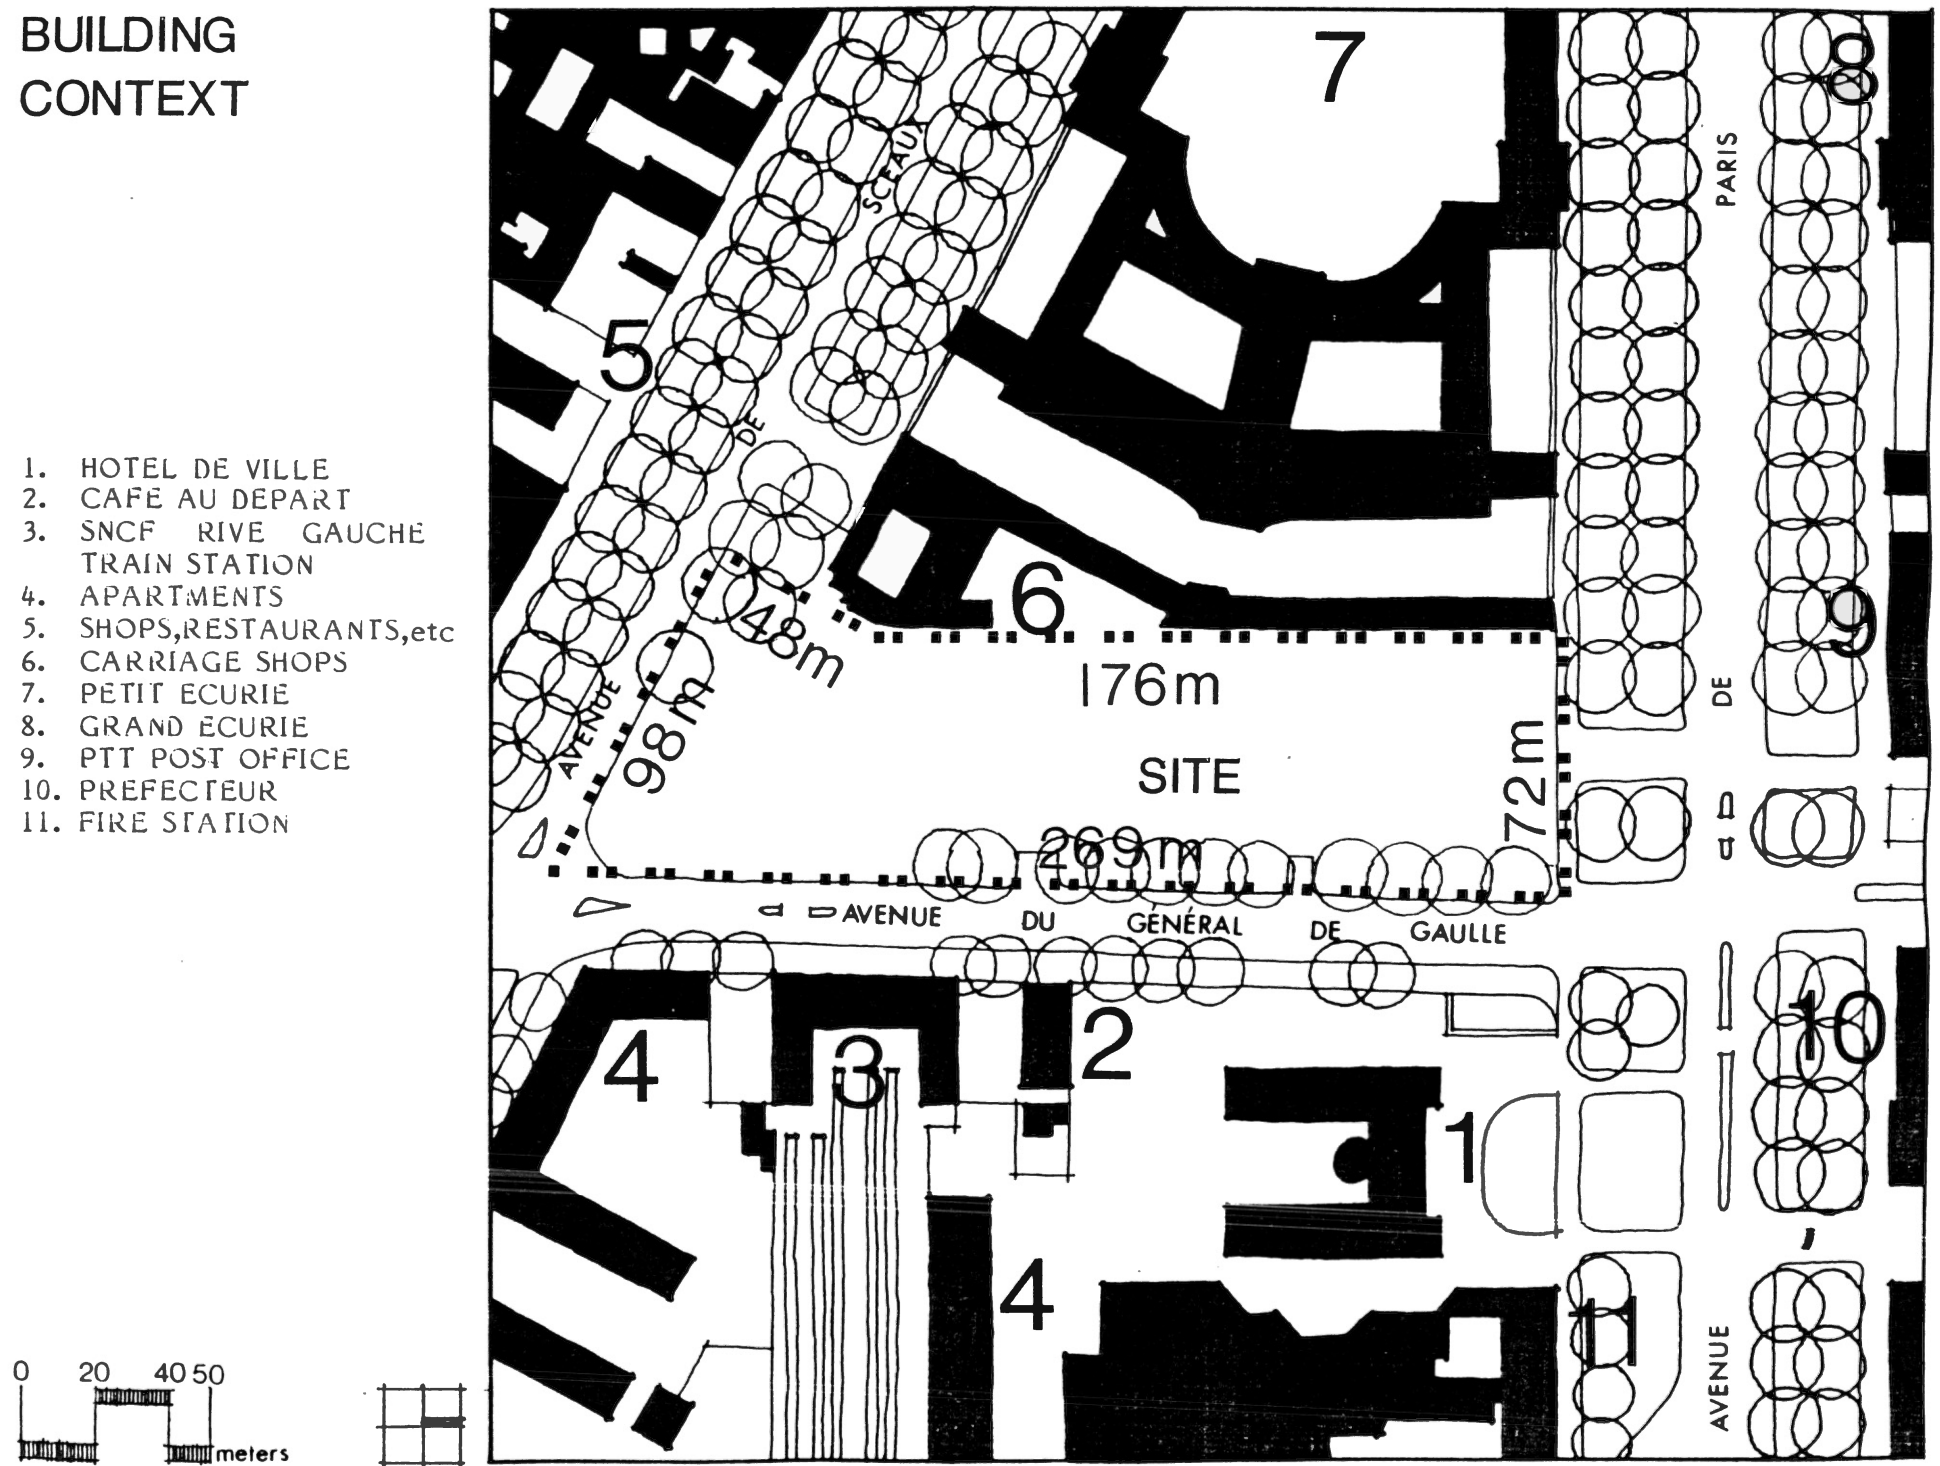 BUILDING
CONTEXT
1. HOTEL DE VILLE
2. CAFE AU DEPART
3. SNCF RIVE GAUCHE
TRAIN STATION
4. APARTMENTS
5. SHOPS,RESTAURANTS,etc
6. CARRIAGE SHOPS
7. PETIT ECURIE
8. GRAND ECURIE
9. PTT POST OFFICE
10. PREFECTEUR
11. FIRE STATION
0 20 40 50
meters
7
8
SCEAUX
PARIS
5
DE
6
9
48m
176m
DE
AVENUE
98m
SITE
72m
269m
AVENUE DU GÉNÉRAL DE GAULLE
4
3
2
10
1
4
11
AVENUE